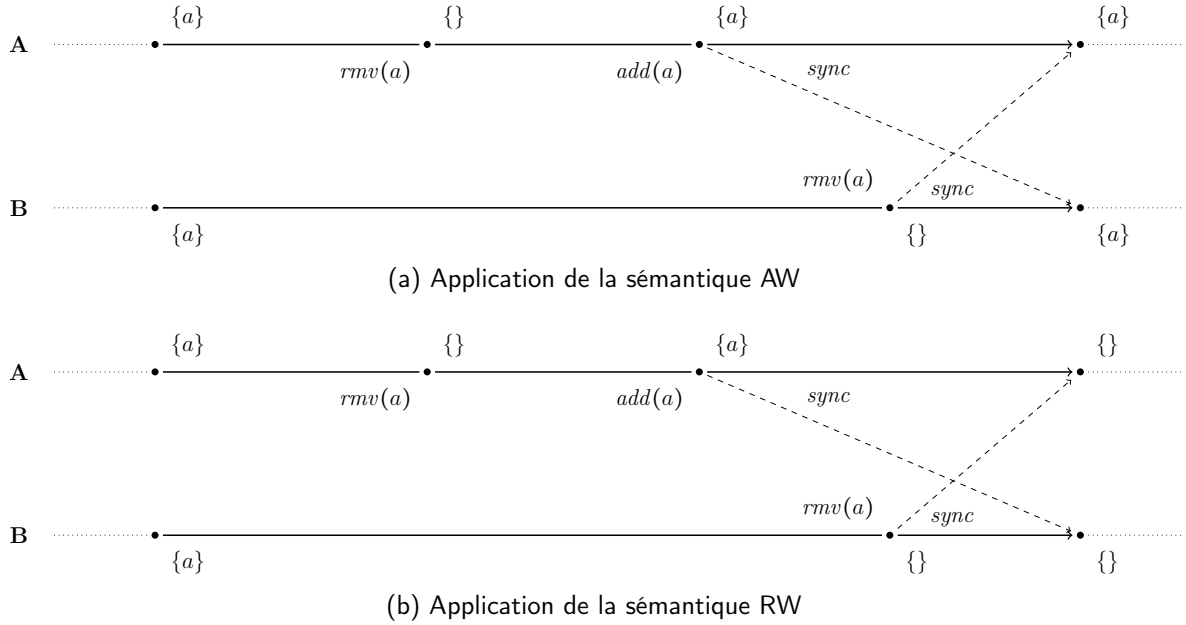 {a} {} {a} {a}
A
rmv(a) add(a) sync
rmv(a)
sync
B
{a} {} {a}
(a) Application de la sémantique AW
{a} {} {a} {}
A
rmv(a) add(a) sync
rmv(a)
sync
B
{a} {} {}
(b) Application de la sémantique RW